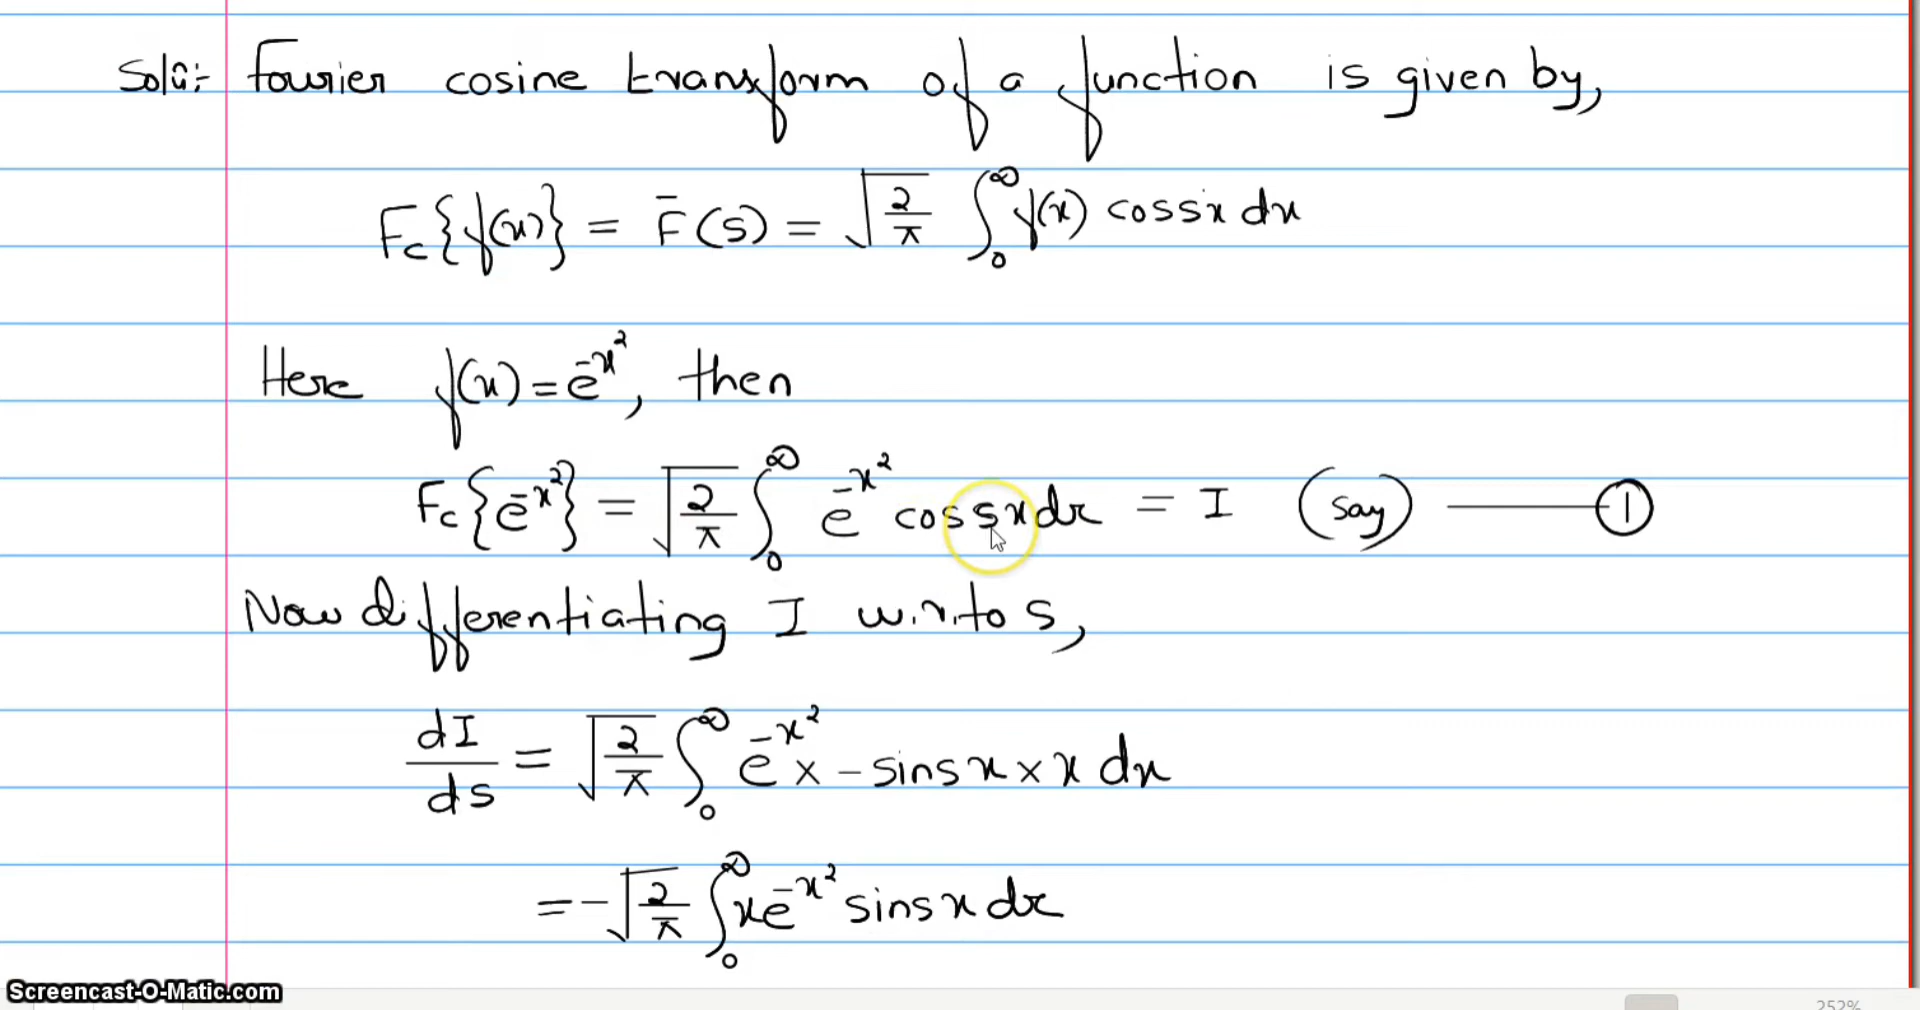 Soln:- Fourier cosine transform of a function is given by,
Fc{f(x)} = F̄(s) = √(2/π) ∫₀^∞ f(x) cos sx dx
Here f(x) = e^-x², then
Fc{e^-x²} = √(2/π) ∫₀^∞ e^-x² cos sx dx = I (say) —— ①
Now differentiating I w.r.to s,
dI/ds = √(2/π) ∫₀^∞ e^-x² × - sin sx × x dx
= -√(2/π) ∫₀^∞ x e^-x² sin sx dx
Screencast-O-Matic.com
252%